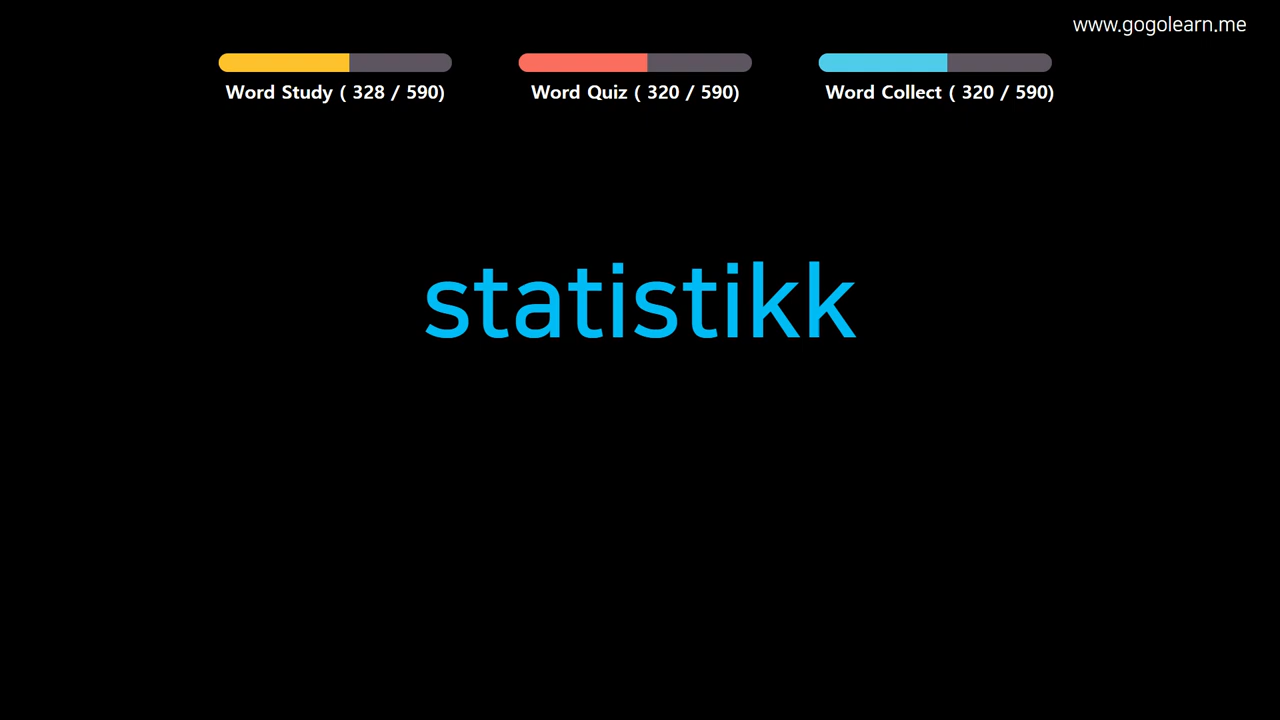 www.gogolearn.me
Word Study ( 328 / 590)
Word Quiz ( 320 / 590)
Word Collect ( 320 / 590)
statistikk